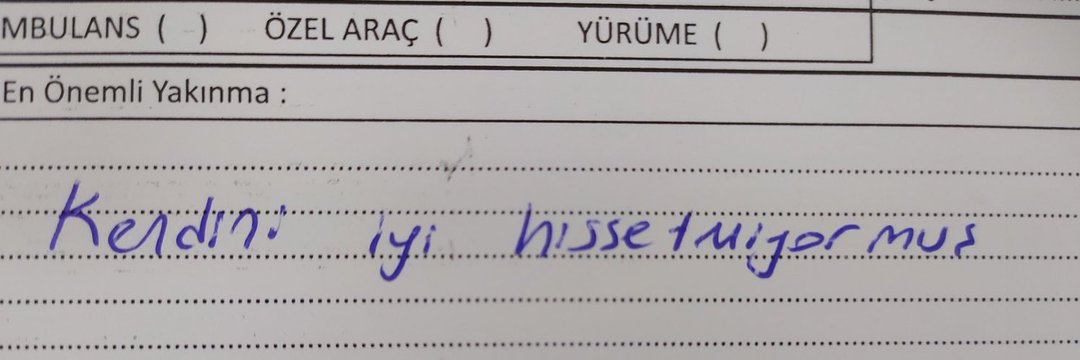 MBULANS ( ) ÖZEL ARAÇ ( ) YÜRÜME ( )
En Önemli Yakınma :
Kendini iyi hissetmiyormuş